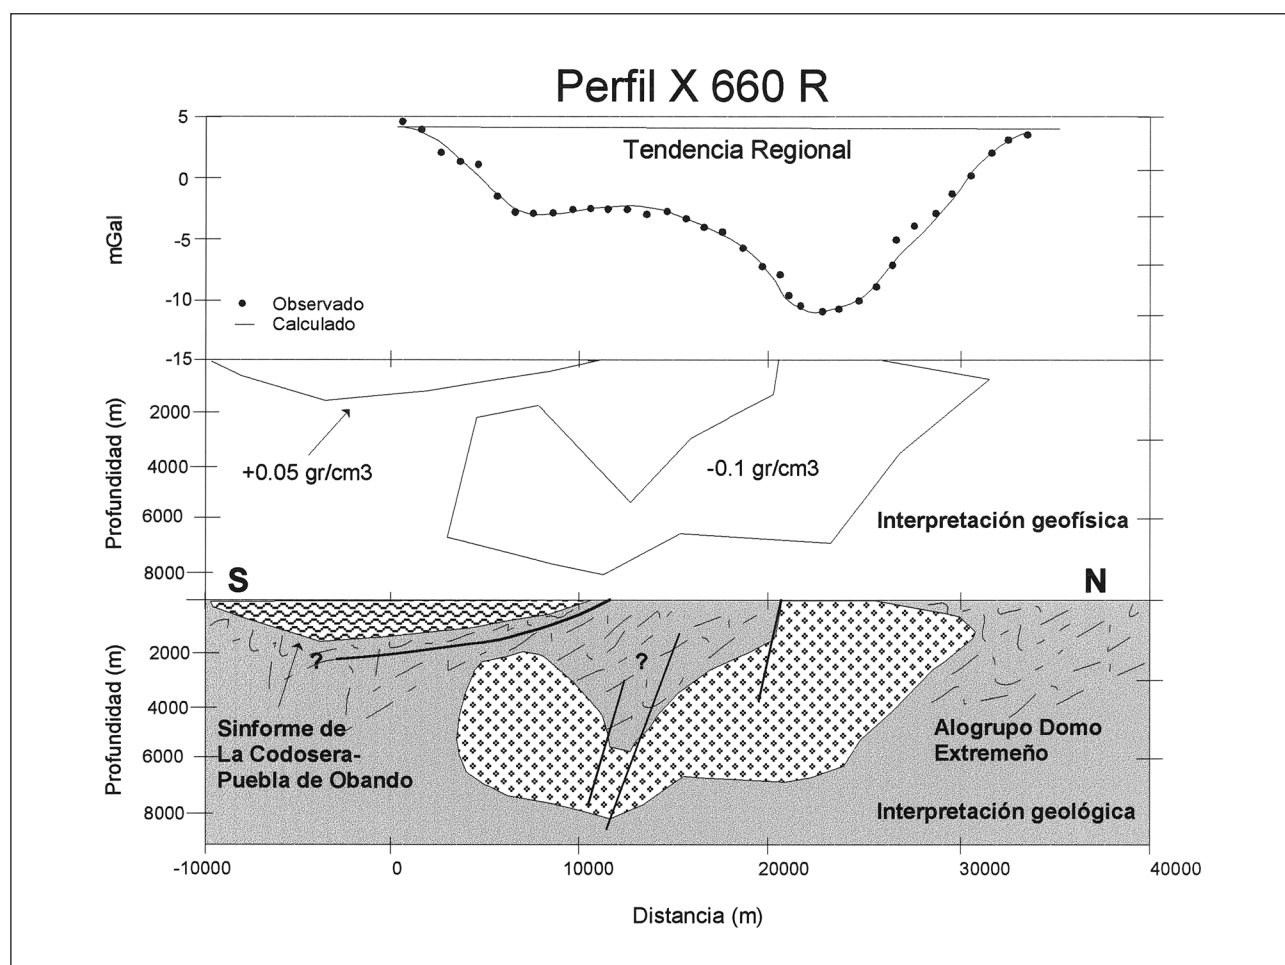 Perfil X 660 R
5
Tendencia Regional
0
mGal
-5
-10
Observado
Calculado
-15
Profundidad (m)
2000
4000
+0.05 gr/cm3
-0.1 gr/cm3
6000
Interpretación geofísica
8000
S
N
Profundidad (m)
2000
?
?
4000
Sinforme de
La Codosera-
Puebla de Obando
Alogrupo Domo
Extremeño
6000
8000
Interpretación geológica
-10000
0
10000
20000
30000
40000
Distancia (m)